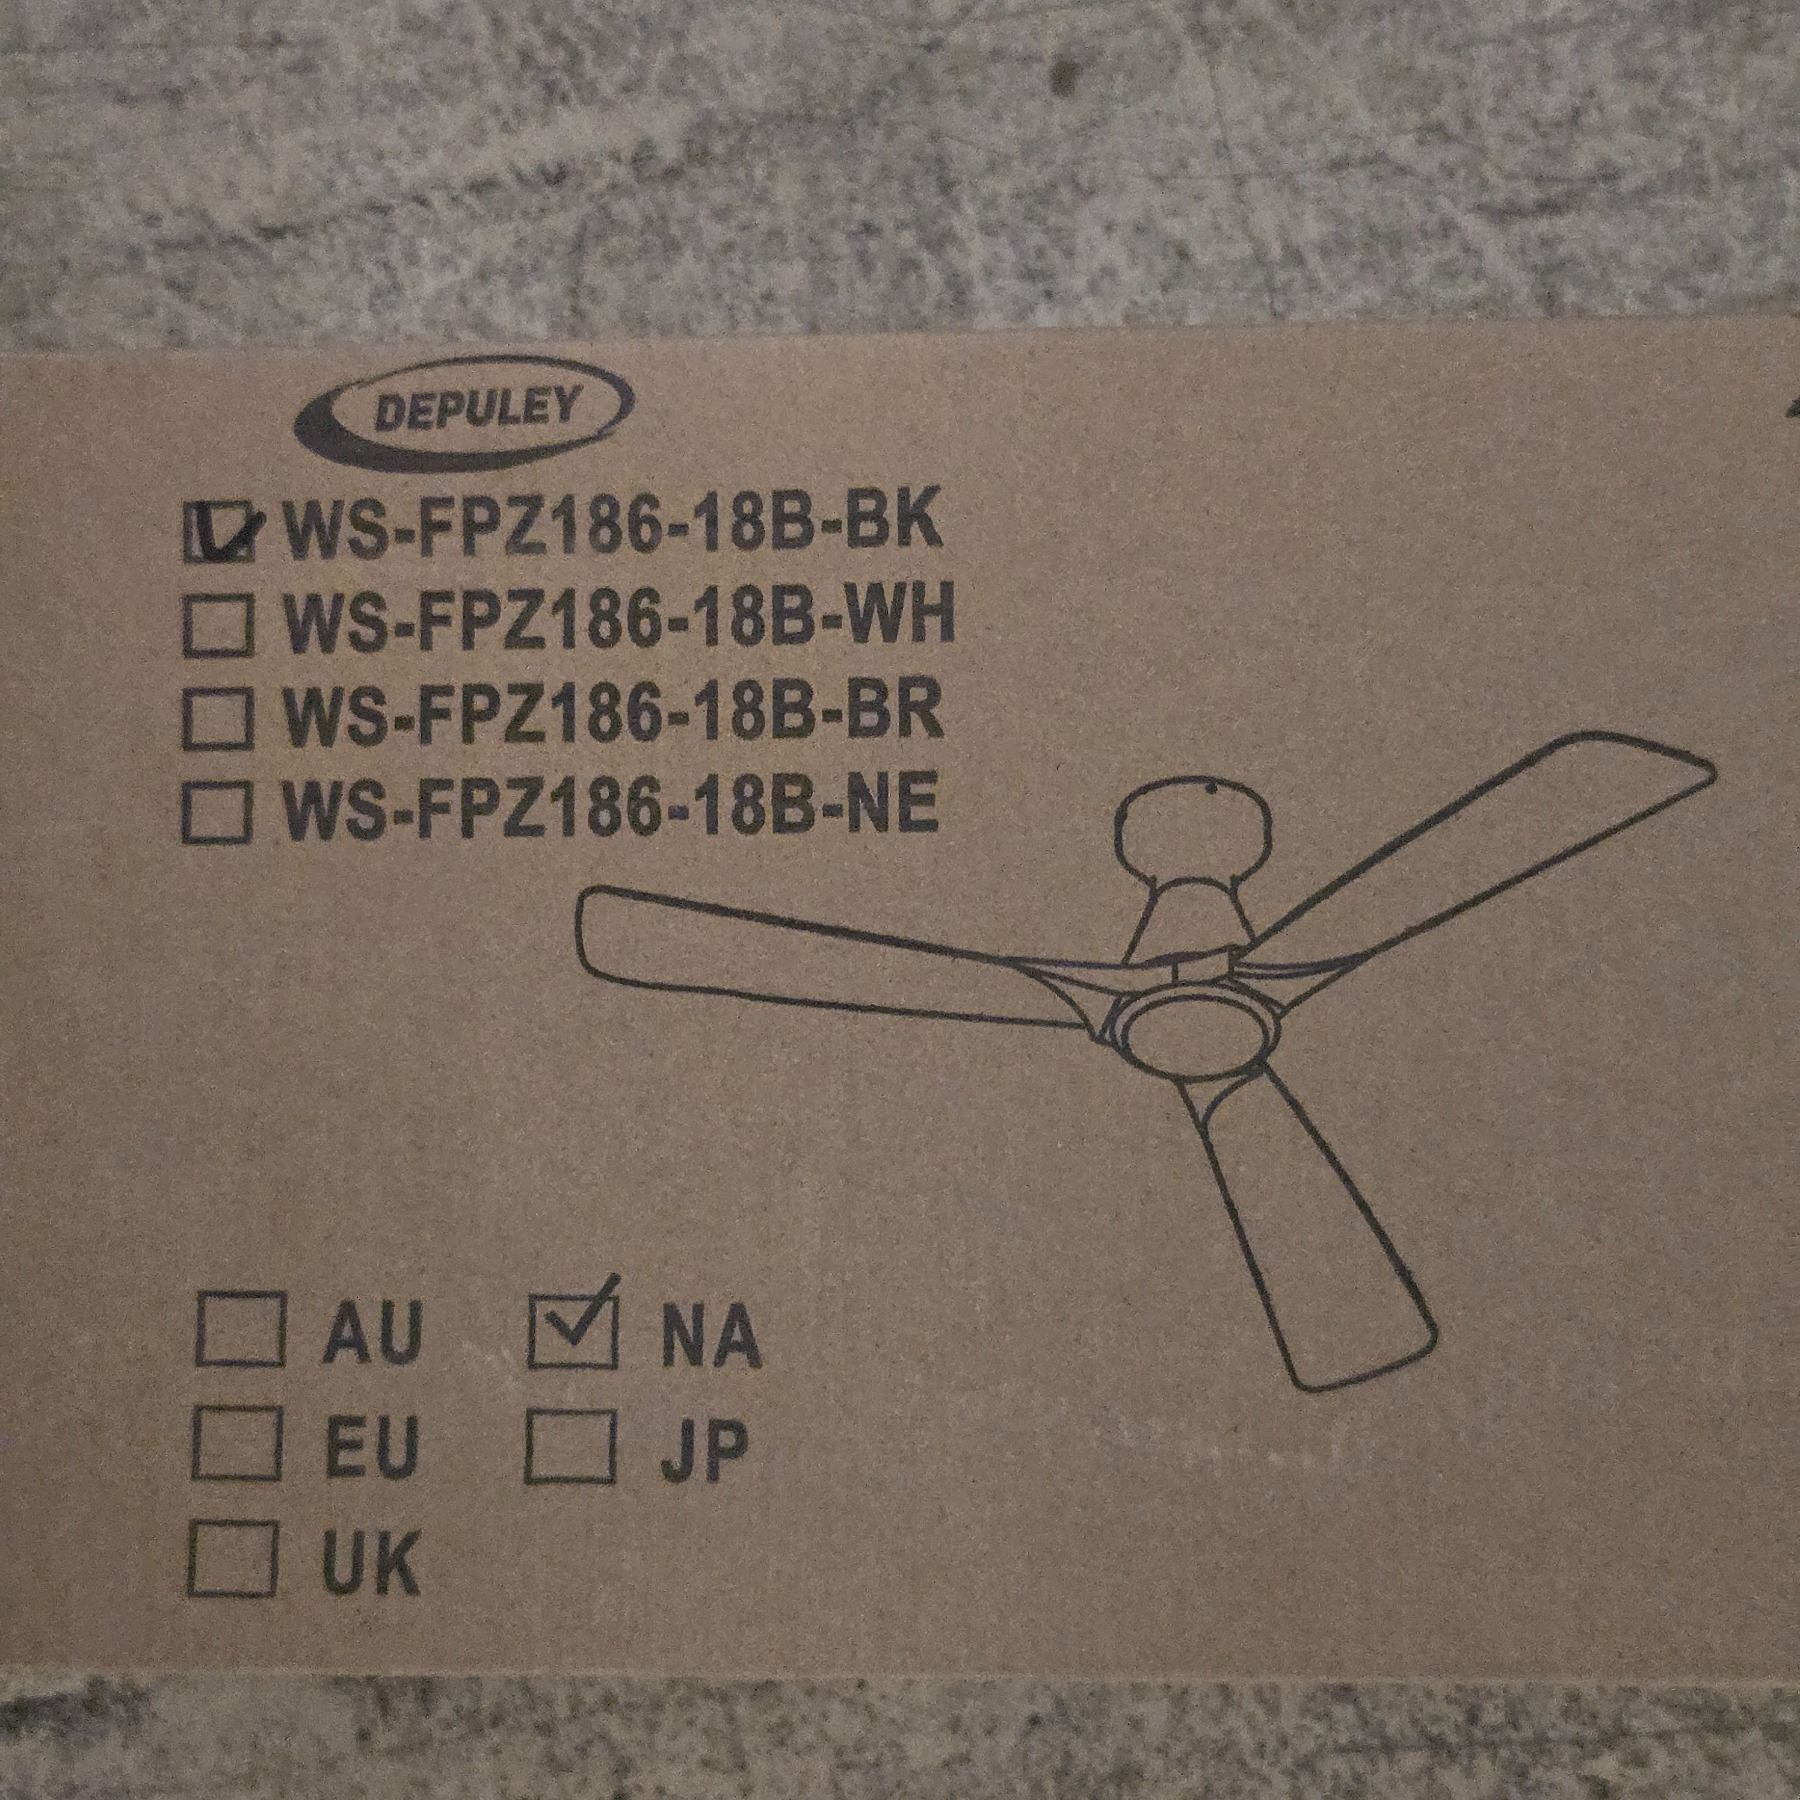 DEPULEY
WS-FPZ186-18B-BK
WS-FPZ186-18B-WH
WS-FPZ186-18B-BR
WS-FPZ186-18B-NE
AU NA
EU JP
UK